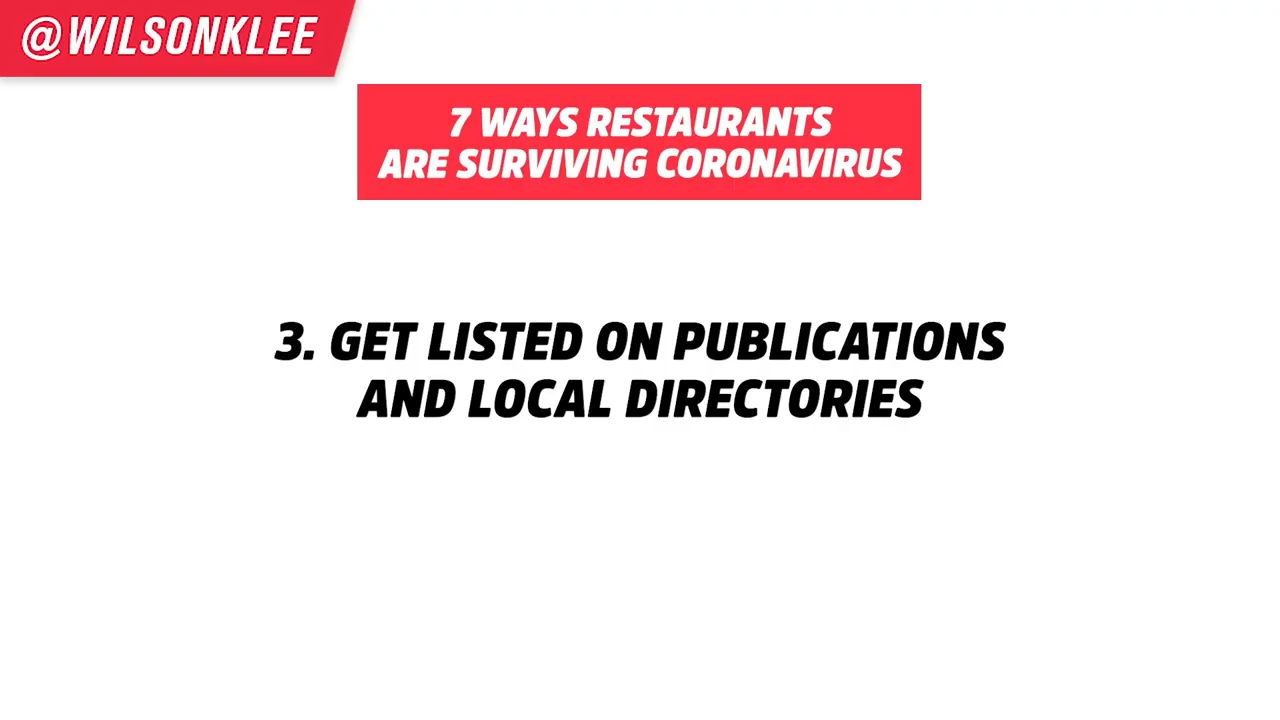 @WILSONKLEE
7 WAYS RESTAURANTS
ARE SURVIVING CORONAVIRUS
3. GET LISTED ON PUBLICATIONS
AND LOCAL DIRECTORIES